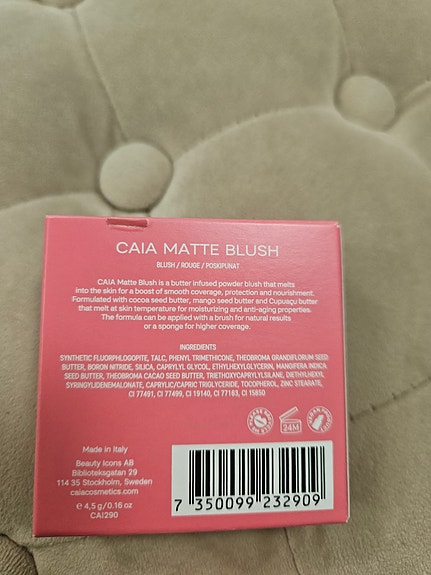 CAIA MATTE BLUSH
BLUSH / ROUGE / POSKIPUNAT
CAIA Matte Blush is a butter infused powder blush that melts
into the skin for a boost of smooth coverage, protection and nourishment.
Formulated with cocoa seed butter, mango seed butter and Cupuaçu butter
that melt at skin temperature for moisturizing and anti-aging properties.
The formula can be applied with a brush for natural results
or a sponge for higher coverage.
INGREDIENTS
SYNTHETIC FLUORPHLOGOPITE, TALC, PHENYL TRIMETHICONE, THEOBROMA GRANDIFLORUM SEED
BUTTER, BORON NITRIDE, SILICA, CAPRYLYL GLYCOL, ETHYLHEXYLGLYCERIN, MANGIFERA INDICA
SEED BUTTER, THEOBROMA CACAO SEED BUTTER, TRIETHOXYCAPRYLYLSILANE, DIETHYLHEXYL
SYRINGYLIDENEMALONATE, CAPRYLIC/CAPRIC TRIGLYCERIDE, TOCOPHEROL, ZINC STEARATE,
CI 77491, CI 77499, CI 19140, CI 77163, CI 15850
24M
Made in Italy
Beauty Icons AB
Biblioteksgatan 29
114 35 Stockholm, Sweden
caiacosmetics.com
e 4,5 g / 0.16 oz
CAI290
7 350099 232909